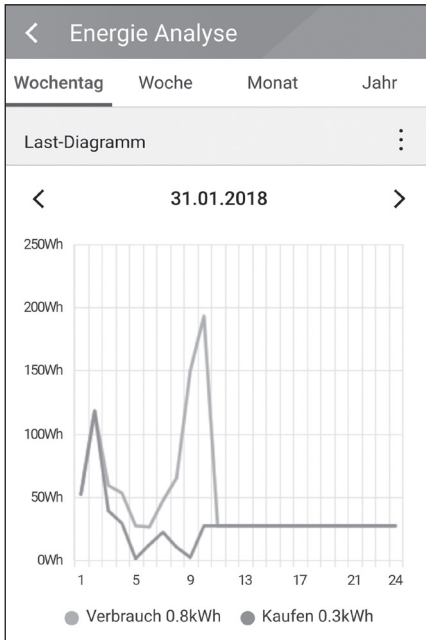 Energie Analyse
Wochentag Woche Monat Jahr
Last-Diagramm
31.01.2018
250Wh
200Wh
150Wh
100Wh
50Wh
0Wh
1 5 9 13 17 21 24
Verbrauch 0.8kWh Kaufen 0.3kWh